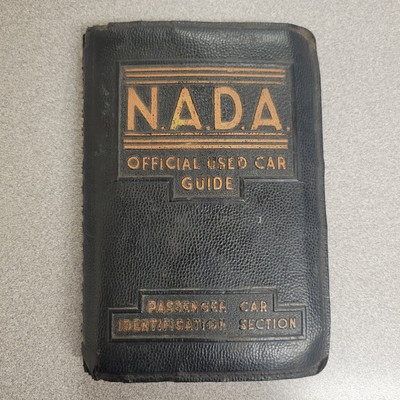 N.A.D.A.
OFFICIAL USED CAR
GUIDE
PASSENGER CAR
IDENTIFICATION SECTION